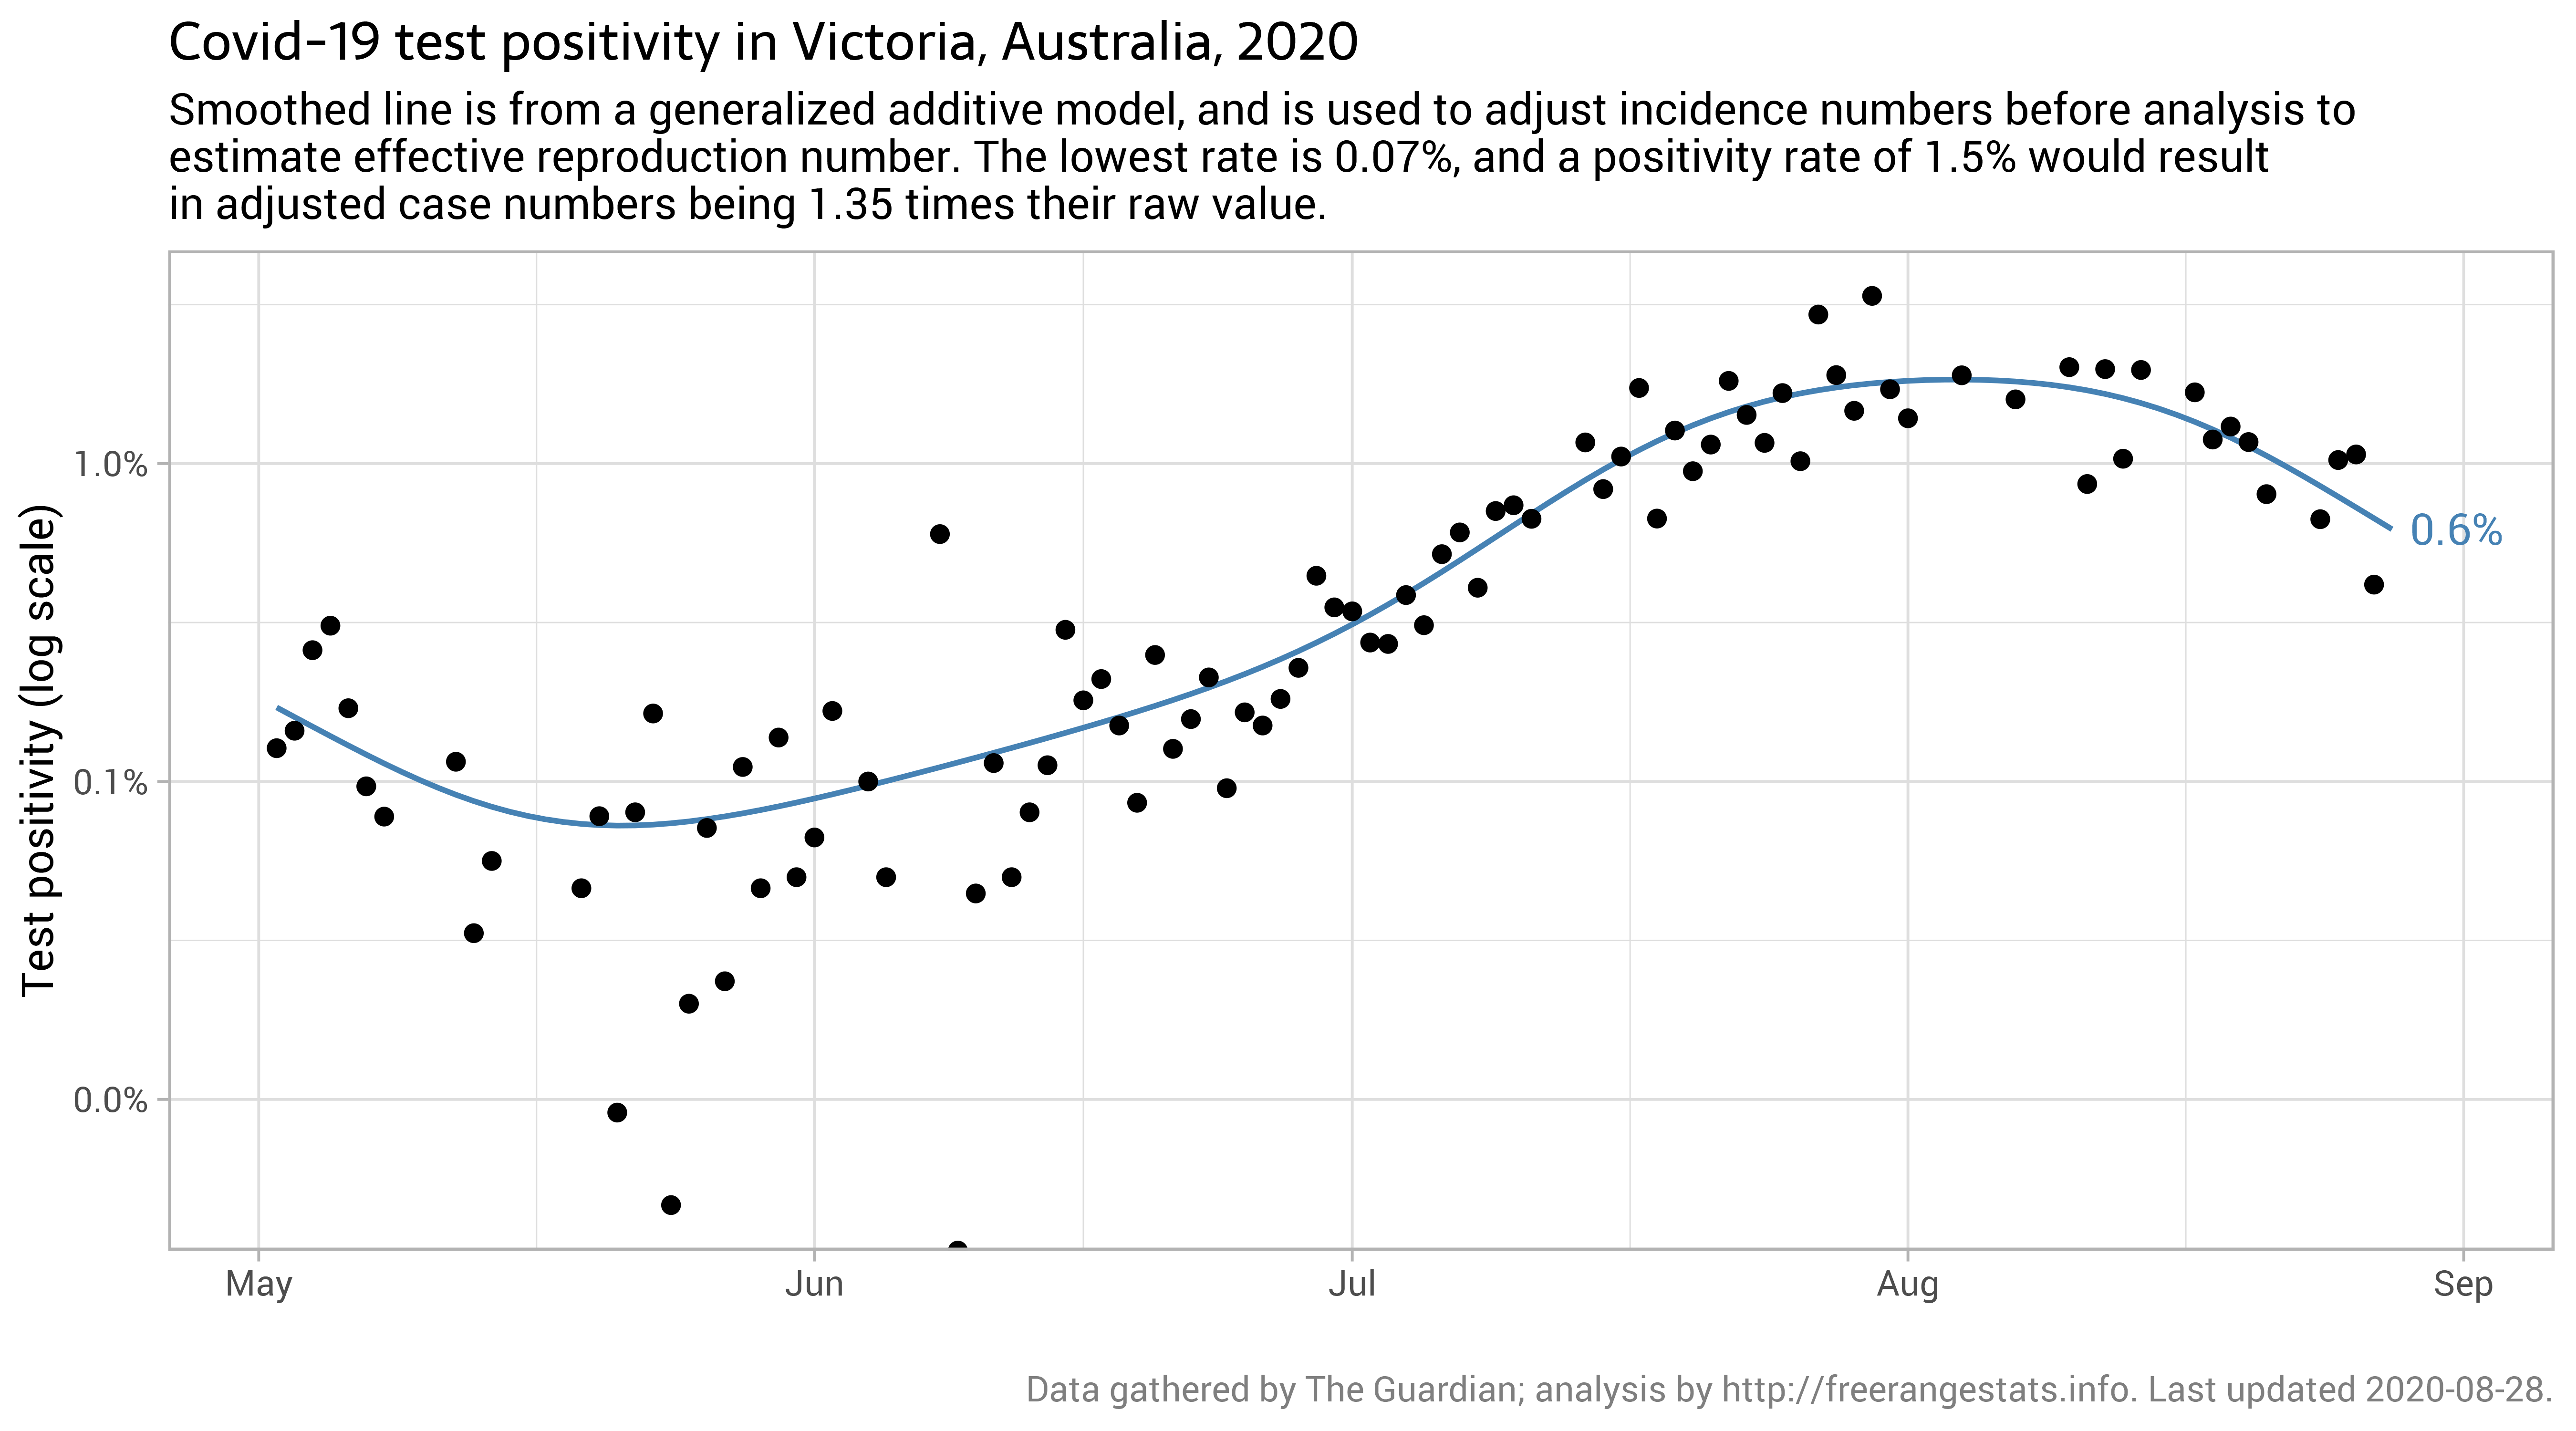 Covid-19 test positivity in Victoria, Australia, 2020
Smoothed line is from a generalized additive model, and is used to adjust incidence numbers before analysis to
estimate effective reproduction number. The lowest rate is 0.07%, and a positivity rate of 1.5% would result
in adjusted case numbers being 1.35 times their raw value.
Test positivity (log scale)
1.0%
0.1%
0.0%
0.6%
May
Jun
Jul
Aug
Sep
Data gathered by The Guardian; analysis by http://freerangestats.info. Last updated 2020-08-28.